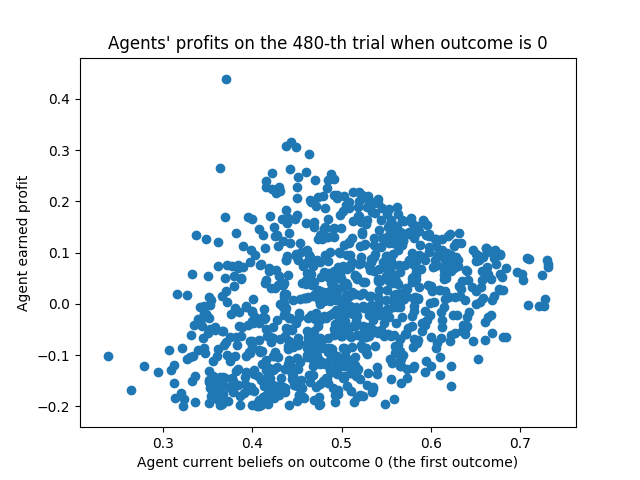 Agents' profits on the 480-th trial when outcome is 0
Agent earned profit
0.4
0.3
0.2
0.1
0.0
−0.1
−0.2
0.3 0.4 0.5 0.6 0.7
Agent current beliefs on outcome 0 (the first outcome)